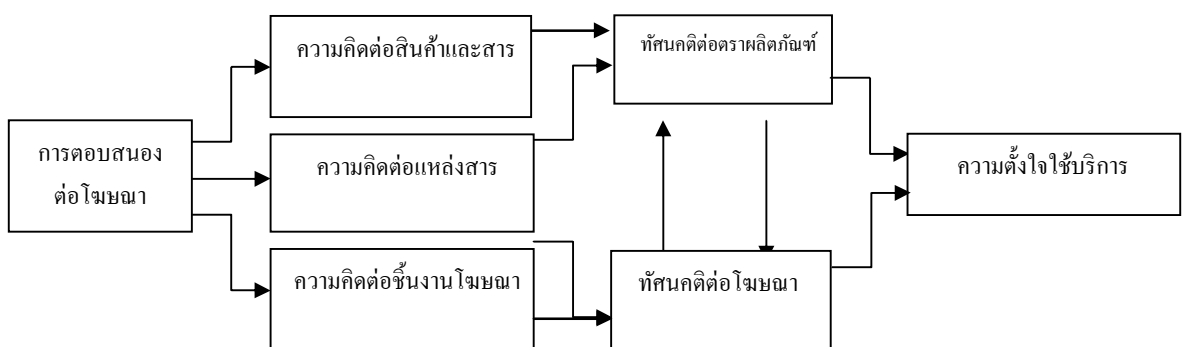 ความคิดต่อสินค้าและสาร
ทัศนคติต่อตราผลิตภัณฑ์
การตอบสนอง
ต่อโฆษณา
ความคิดต่อแหล่งสาร
ความตั้งใจใช้บริการ
ความคิดต่อชิ้นงานโฆษณา
ทัศนคติต่อโฆษณา